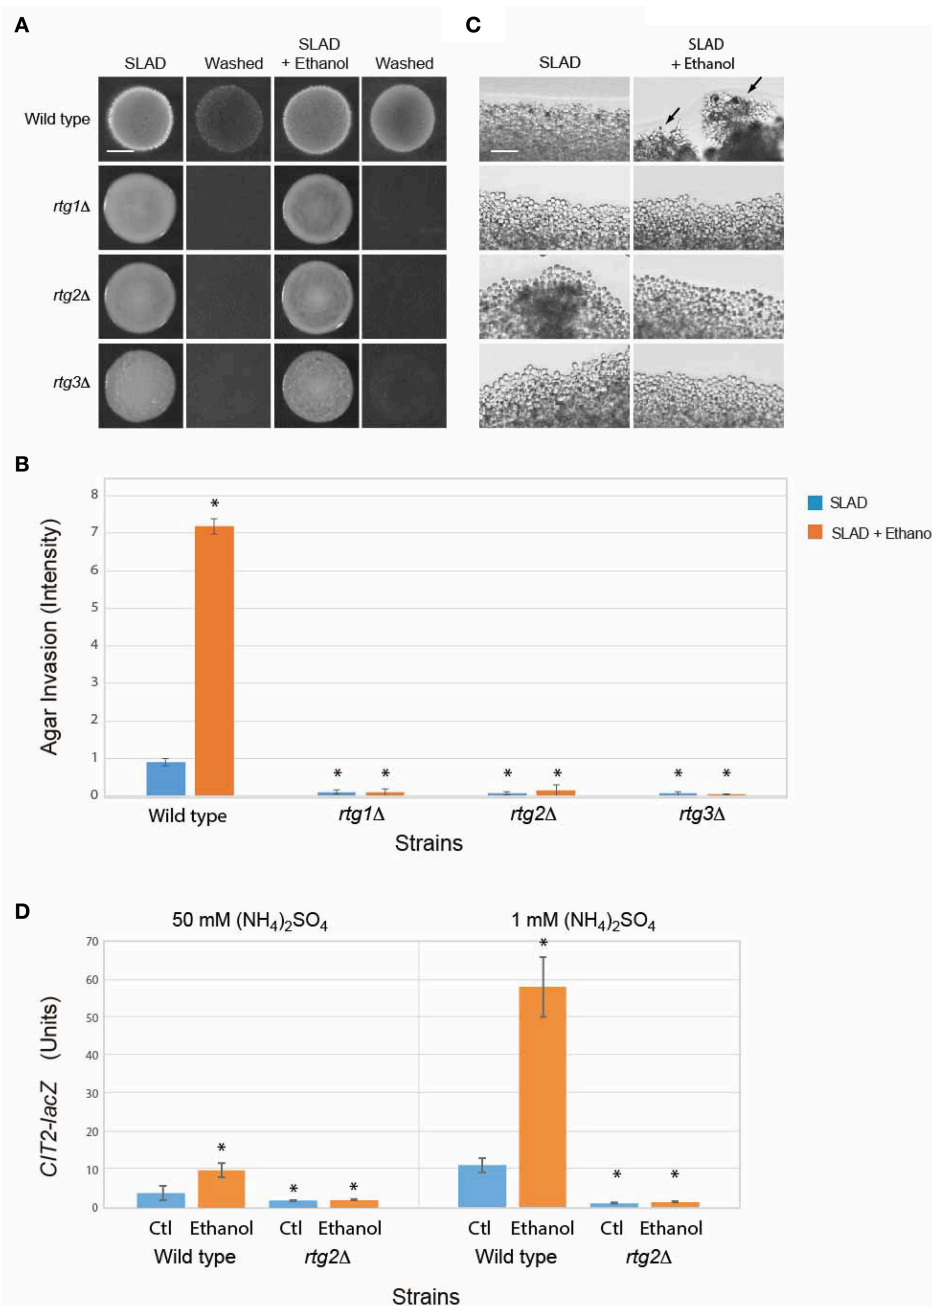 A
SLAD
Washed
SLAD
+ Ethanol
Washed
Wild type
rtg1Δ
rtg2Δ
rtg3Δ
C
SLAD
SLAD
+ Ethanol
B
Agar Invasion (Intensity)
8
7
6
5
4
3
2
1
0
*
* *
* *
* *
Wild type
rtg1Δ
rtg2Δ
rtg3Δ
Strains
SLAD
SLAD + Ethano
D
50 mM (NH4)2SO4
1 mM (NH4)2SO4
CIT2-lacZ (Units)
70
60
50
40
30
20
10
0
*
* *
*
* *
Ctl Ethanol Ctl Ethanol
Ctl Ethanol Ctl Ethanol
Wild type
rtg2Δ
Wild type
rtg2Δ
Strains